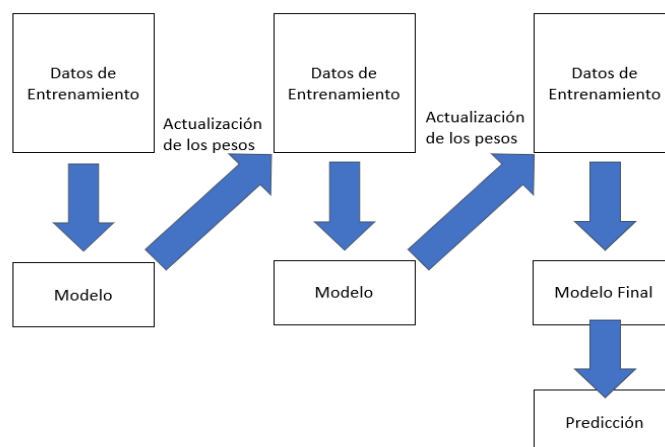 Datos de
Entrenamiento
Actualización
de los pesos
Datos de
Entrenamiento
Actualización
de los pesos
Datos de
Entrenamiento
Modelo
Modelo
Modelo Final
Predicción